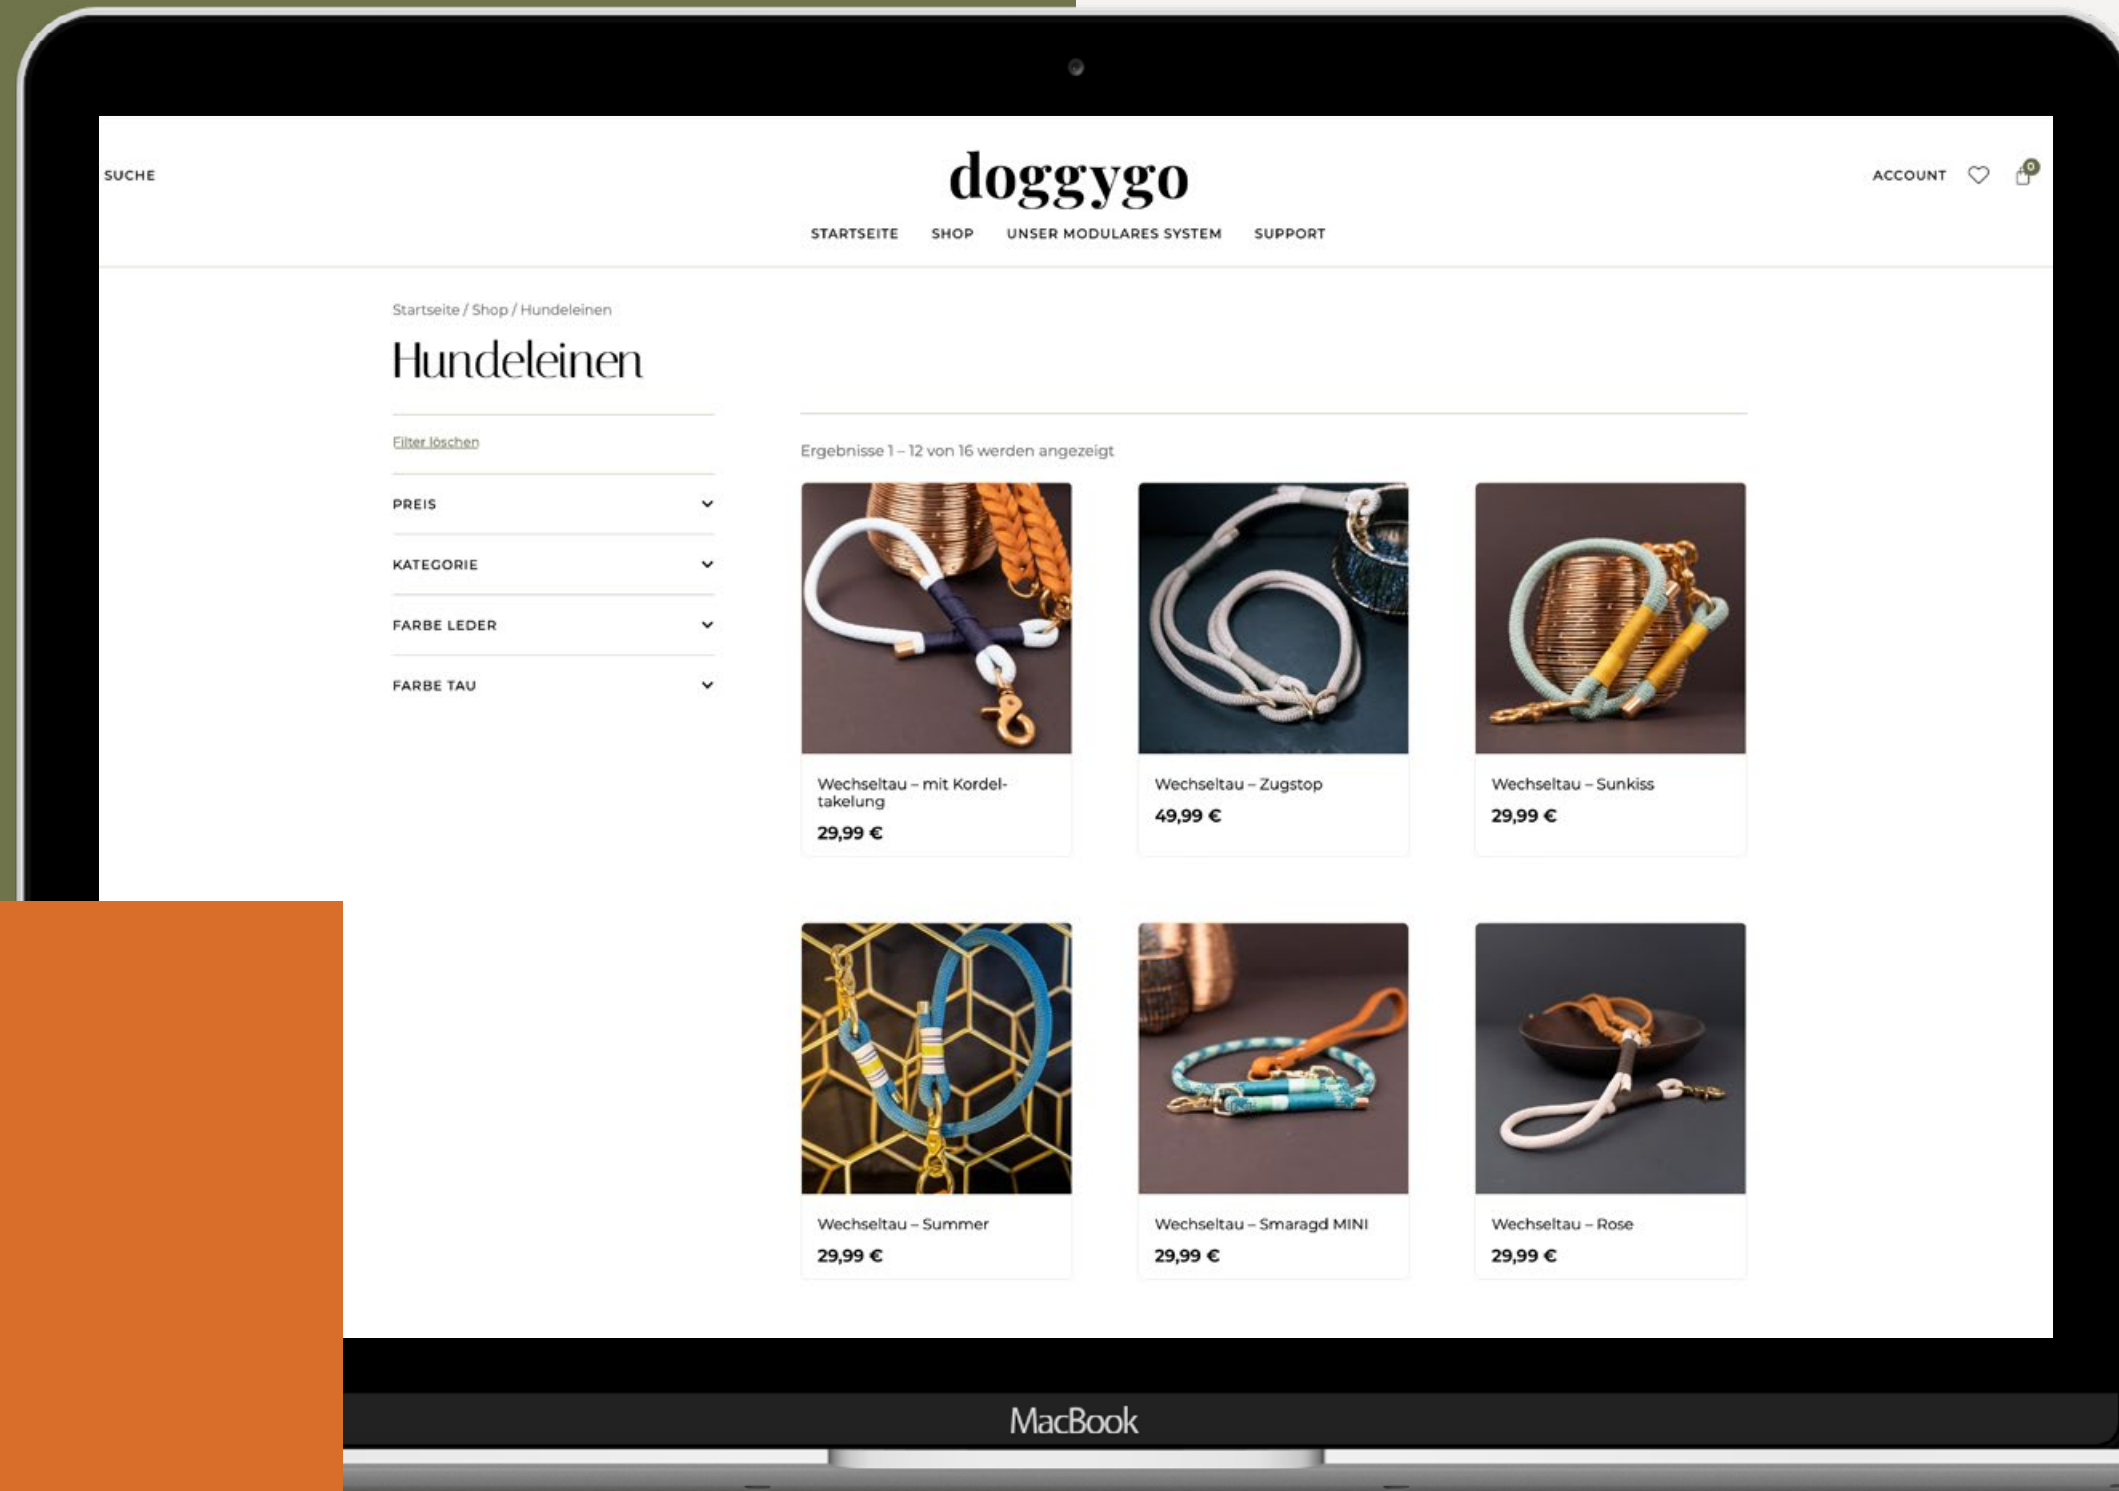 SUCHE
doggygo
ACCOUNT
0
STARTSEITE SHOP UNSER MODULARES SYSTEM SUPPORT
Startseite / Shop / Hundeleinen
Hundeleinen
Filter löschen
PREIS
KATEGORIE
FARBE LEDER
FARBE TAU
Ergebnisse 1 – 12 von 16 werden angezeigt
Wechseltau – mit Kordel-
takelung
29,99 €
Wechseltau – Zugstop
49,99 €
Wechseltau – Sunkiss
29,99 €
Wechseltau – Summer
29,99 €
Wechseltau – Smaragd MINI
29,99 €
Wechseltau – Rose
29,99 €
MacBook